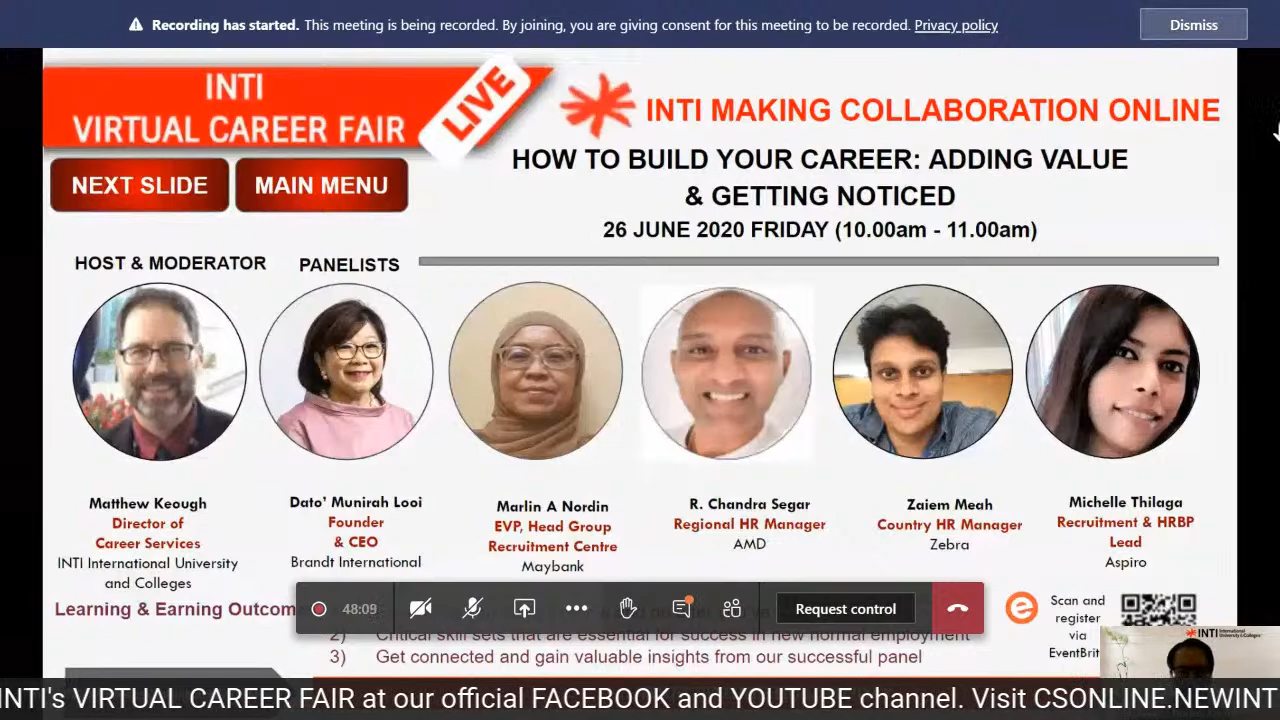 Recording has started. This meeting is being recorded. By joining, you are giving consent for this meeting to be recorded. Privacy policy
Dismiss
INTI
VIRTUAL CAREER FAIR
LIVE
INTI MAKING COLLABORATION ONLINE
NEXT SLIDE
MAIN MENU
HOW TO BUILD YOUR CAREER: ADDING VALUE
& GETTING NOTICED
26 JUNE 2020 FRIDAY (10.00am - 11.00am)
HOST & MODERATOR
PANELISTS
Matthew Keough
Director of
Career Services
INTI International University
and Colleges
Dato' Munirah Looi
Founder
& CEO
Brandt International
Marlin A Nordin
EVP, Head Group
Recruitment Centre
Maybank
R. Chandra Segar
Regional HR Manager
AMD
Zaiem Meah
Country HR Manager
Zebra
Michelle Thilaga
Recruitment & HRBP
Lead
Aspiro
Learning & Earning Outcom
48:09
Request control
Scan and
register
via
EventBrit
2) Critical skill sets that are essential for success in new normal employment
3) Get connected and gain valuable insights from our successful panel
INTI International University & Colleges
INTI's VIRTUAL CAREER FAIR at our official FACEBOOK and YOUTUBE channel. Visit CSONLINE.NEWINT